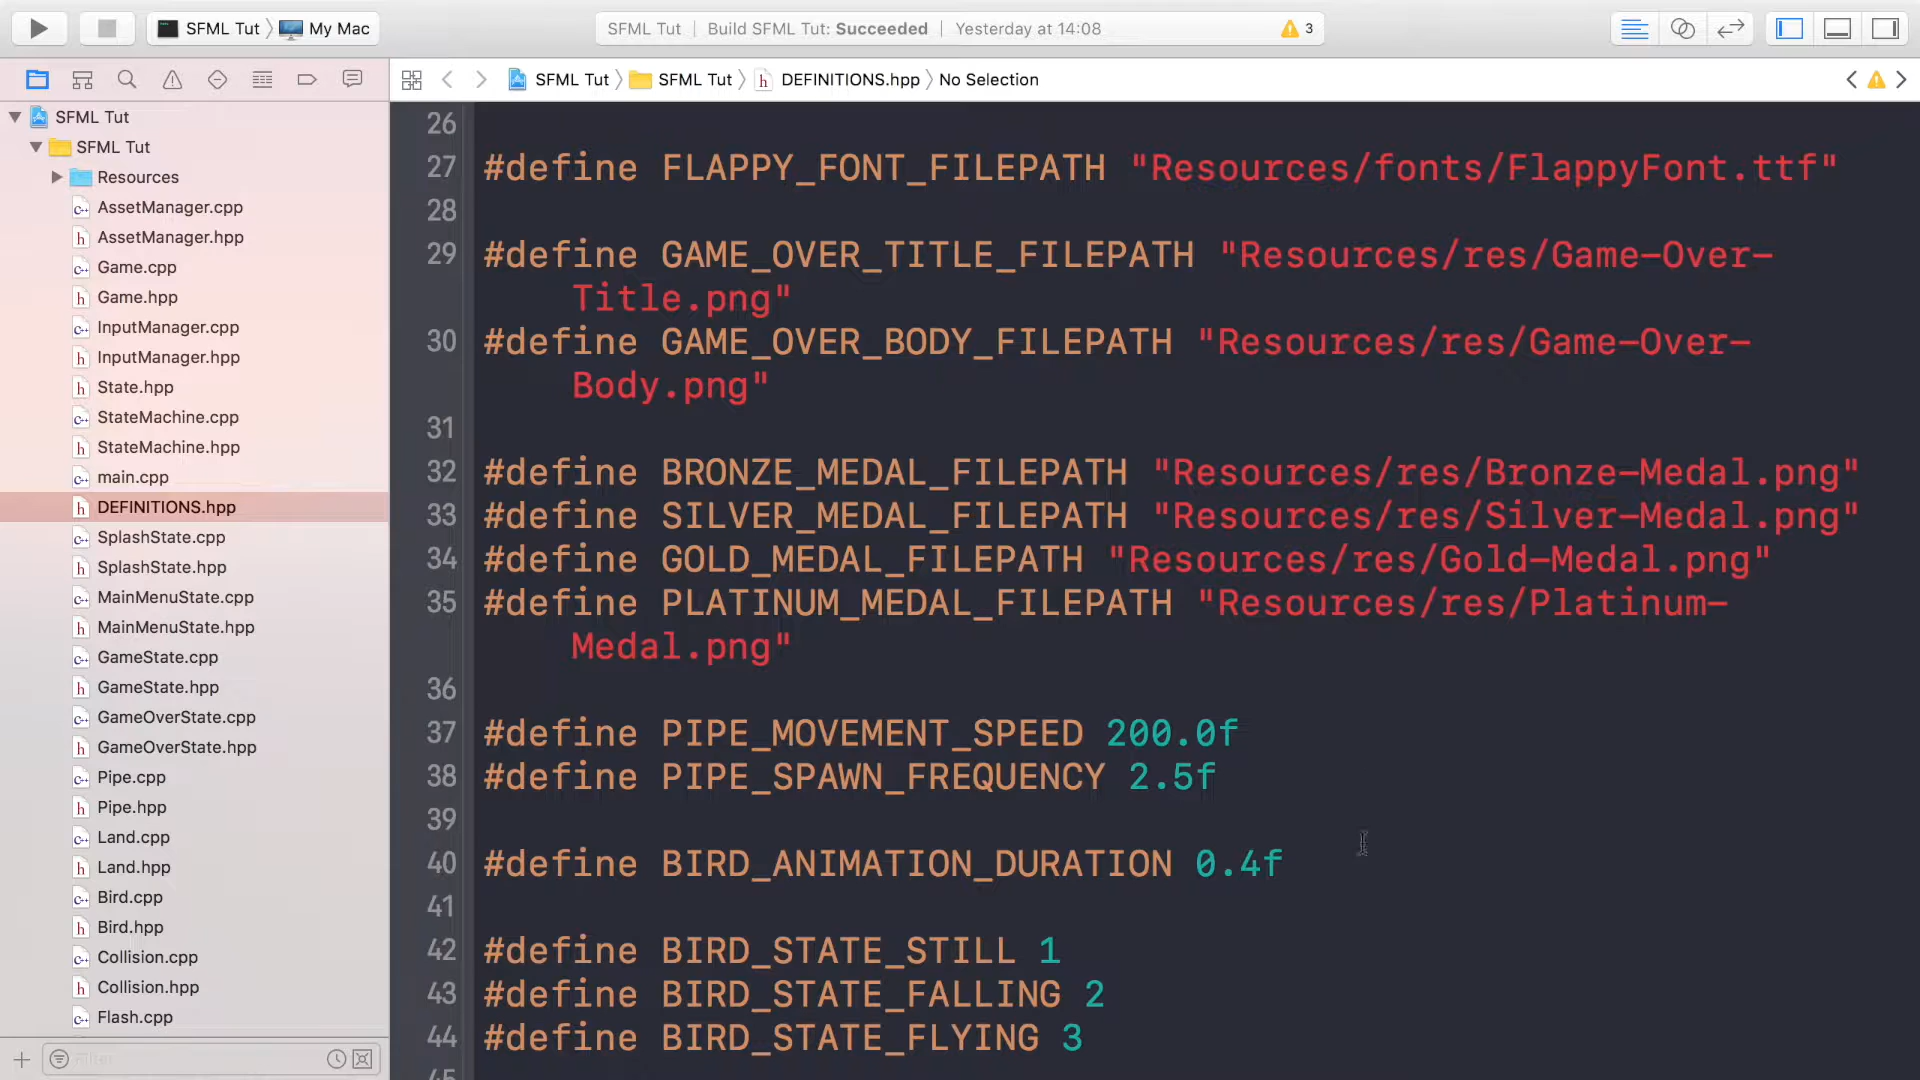 SFML Tut My Mac
SFML Tut Build SFML Tut: Succeeded Yesterday at 14:08 3
SFML Tut SFML Tut h DEFINITIONS.hpp No Selection
SFML Tut
SFML Tut
Resources
c++ AssetManager.cpp
h AssetManager.hpp
c++ Game.cpp
h Game.hpp
c++ InputManager.cpp
h InputManager.hpp
h State.hpp
c++ StateMachine.cpp
h StateMachine.hpp
c++ main.cpp
h DEFINITIONS.hpp
c++ SplashState.cpp
h SplashState.hpp
c++ MainMenuState.cpp
h MainMenuState.hpp
c++ GameState.cpp
h GameState.hpp
c++ GameOverState.cpp
h GameOverState.hpp
c++ Pipe.cpp
h Pipe.hpp
c++ Land.cpp
h Land.hpp
c++ Bird.cpp
h Bird.hpp
c++ Collision.cpp
h Collision.hpp
c++ Flash.cpp
Filter
26
27 #define FLAPPY_FONT_FILEPATH "Resources/fonts/FlappyFont.ttf"
28
29 #define GAME_OVER_TITLE_FILEPATH "Resources/res/Game-Over-
Title.png"
30 #define GAME_OVER_BODY_FILEPATH "Resources/res/Game-Over-
Body.png"
31
32 #define BRONZE_MEDAL_FILEPATH "Resources/res/Bronze-Medal.png"
33 #define SILVER_MEDAL_FILEPATH "Resources/res/Silver-Medal.png"
34 #define GOLD_MEDAL_FILEPATH "Resources/res/Gold-Medal.png"
35 #define PLATINUM_MEDAL_FILEPATH "Resources/res/Platinum-
Medal.png"
36
37 #define PIPE_MOVEMENT_SPEED 200.0f
38 #define PIPE_SPAWN_FREQUENCY 2.5f
39
40 #define BIRD_ANIMATION_DURATION 0.4f
41
42 #define BIRD_STATE_STILL 1
43 #define BIRD_STATE_FALLING 2
44 #define BIRD_STATE_FLYING 3
45